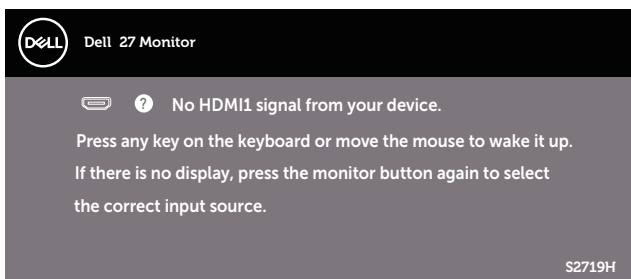 DELL Dell 27 Monitor
? No HDMI1 signal from your device.
Press any key on the keyboard or move the mouse to wake it up.
If there is no display, press the monitor button again to select
the correct input source.
S2719H